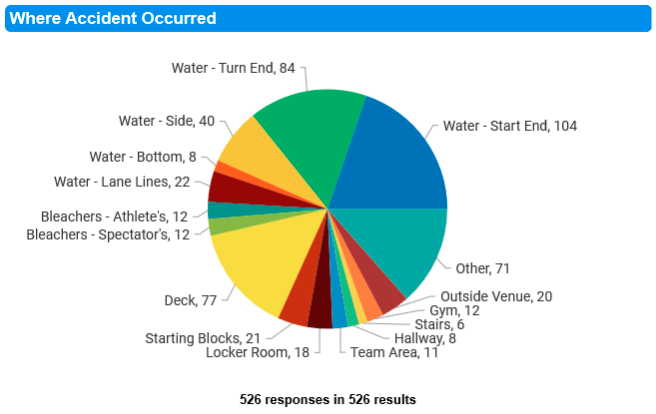 Where Accident Occurred
Water - Turn End, 84
Water - Side, 40
Water - Start End, 104
Water - Bottom, 8
Water - Lane Lines, 22
Bleachers - Athlete's, 12
Bleachers - Spectator's, 12
Other, 71
Deck, 77
Outside Venue, 20
Gym, 12
Stairs, 6
Starting Blocks, 21
Hallway, 8
Locker Room, 18
Team Area, 11
526 responses in 526 results